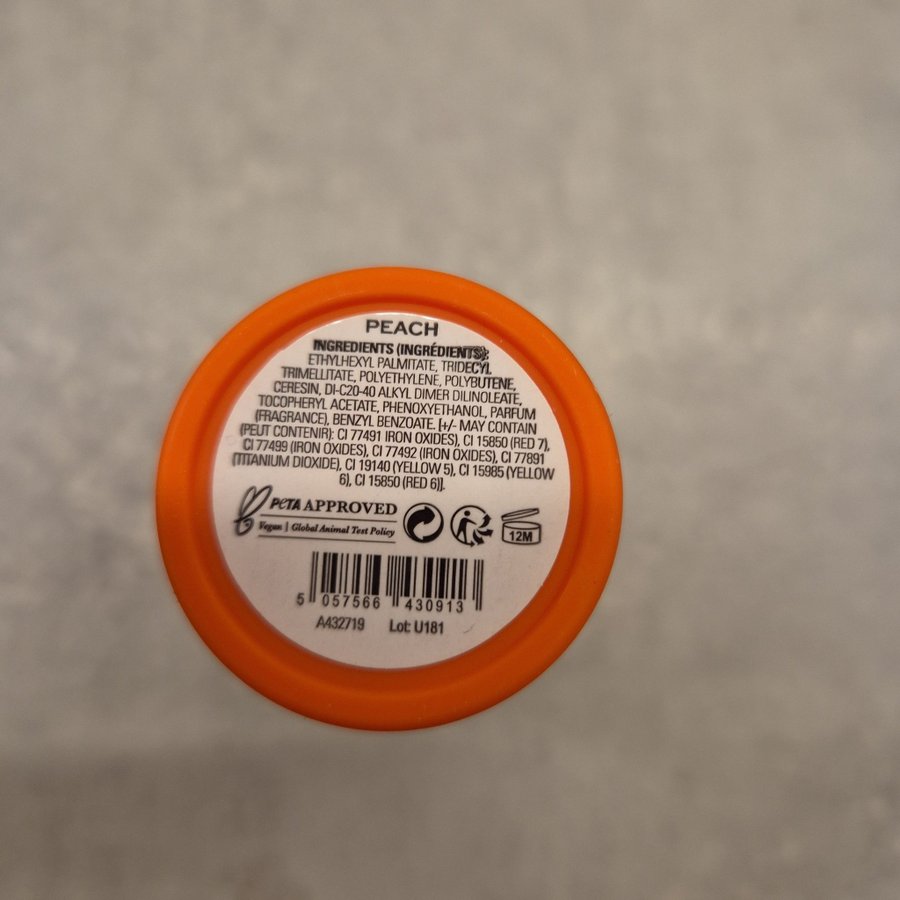 PEACH
INGREDIENTS (INGRÉDIENTS):
ETHYLHEXYL PALMITATE, TRIDECYL
TRIMELLITATE, POLYETHYLENE, POLYBUTENE,
CERESIN, DI-C20-40 ALKYL DIMER DILINOLEATE,
TOCOPHERYL ACETATE, PHENOXYETHANOL, PARFUM
(FRAGRANCE), BENZYL BENZOATE. [+/- MAY CONTAIN
(PEUT CONTENIR): CI 77491 IRON OXIDES), CI 15850 (RED 7),
CI 77499 (IRON OXIDES), CI 77492 (IRON OXIDES), CI 77891
(TITANIUM DIOXIDE), CI 19140 (YELLOW 5), CI 15985 (YELLOW
6), CI 15850 (RED 6)].
PETA APPROVED
Vegan | Global Animal Test Policy
12M
5 057566 430913
A432719 Lot: U181